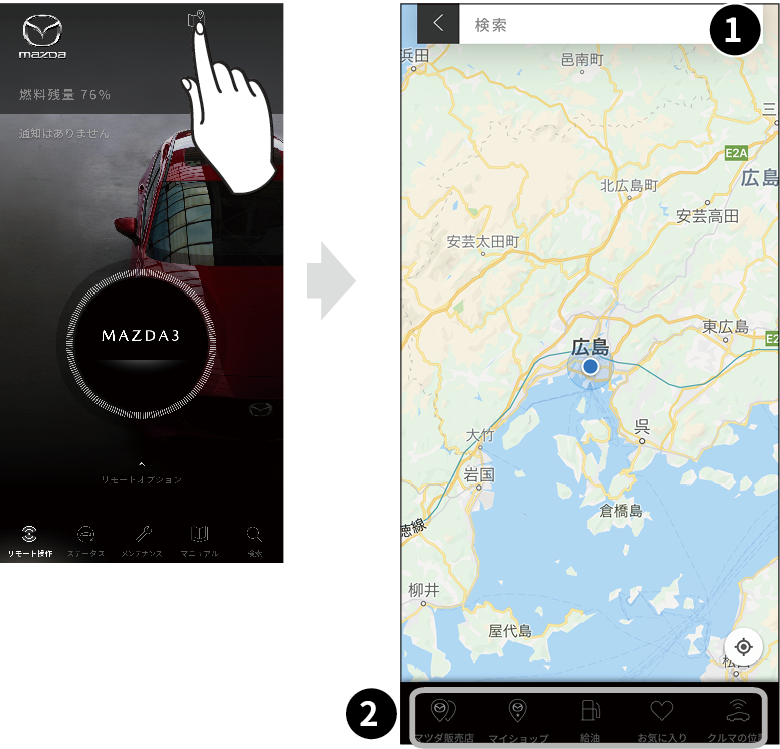 mazda
燃料残量 76%
通知はありません
MAZDA3
リモートオプション
リモート操作
ステータス
メンテナンス
マニュアル
検索
検索
1
浜田
邑南町
三
E2A
広島
北広島町
安芸高田
安芸太田町
東広島
E2
広島
大竹
呉
岩国
倉橋島
徳線
柳井
屋代島
2
マツダ販売店
マイショップ
給油
お気に入り
クルマの位